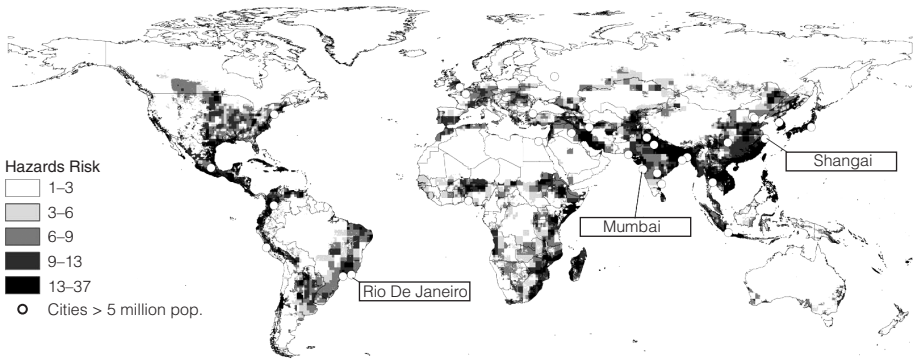 Hazards Risk
1–3
3–6
6–9
9–13
13–37
Cities > 5 million pop.
Shangai
Mumbai
Rio De Janeiro